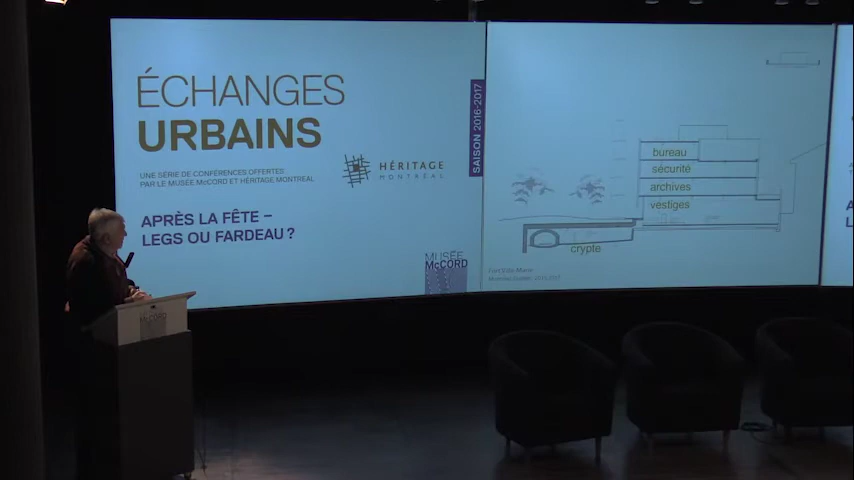 ÉCHANGES
URBAINS
UNE SÉRIE DE CONFÉRENCES OFFERTES
PAR LE MUSÉE McCORD ET HÉRITAGE MONTRÉAL
HÉRITAGE
MONTRÉAL
SAISON 2016-2017
APRÈS LA FÊTE –
LEGS OU FARDEAU ?
MUSÉE
McCORD
bureau
sécurité
archives
vestiges
crypte
McCORD